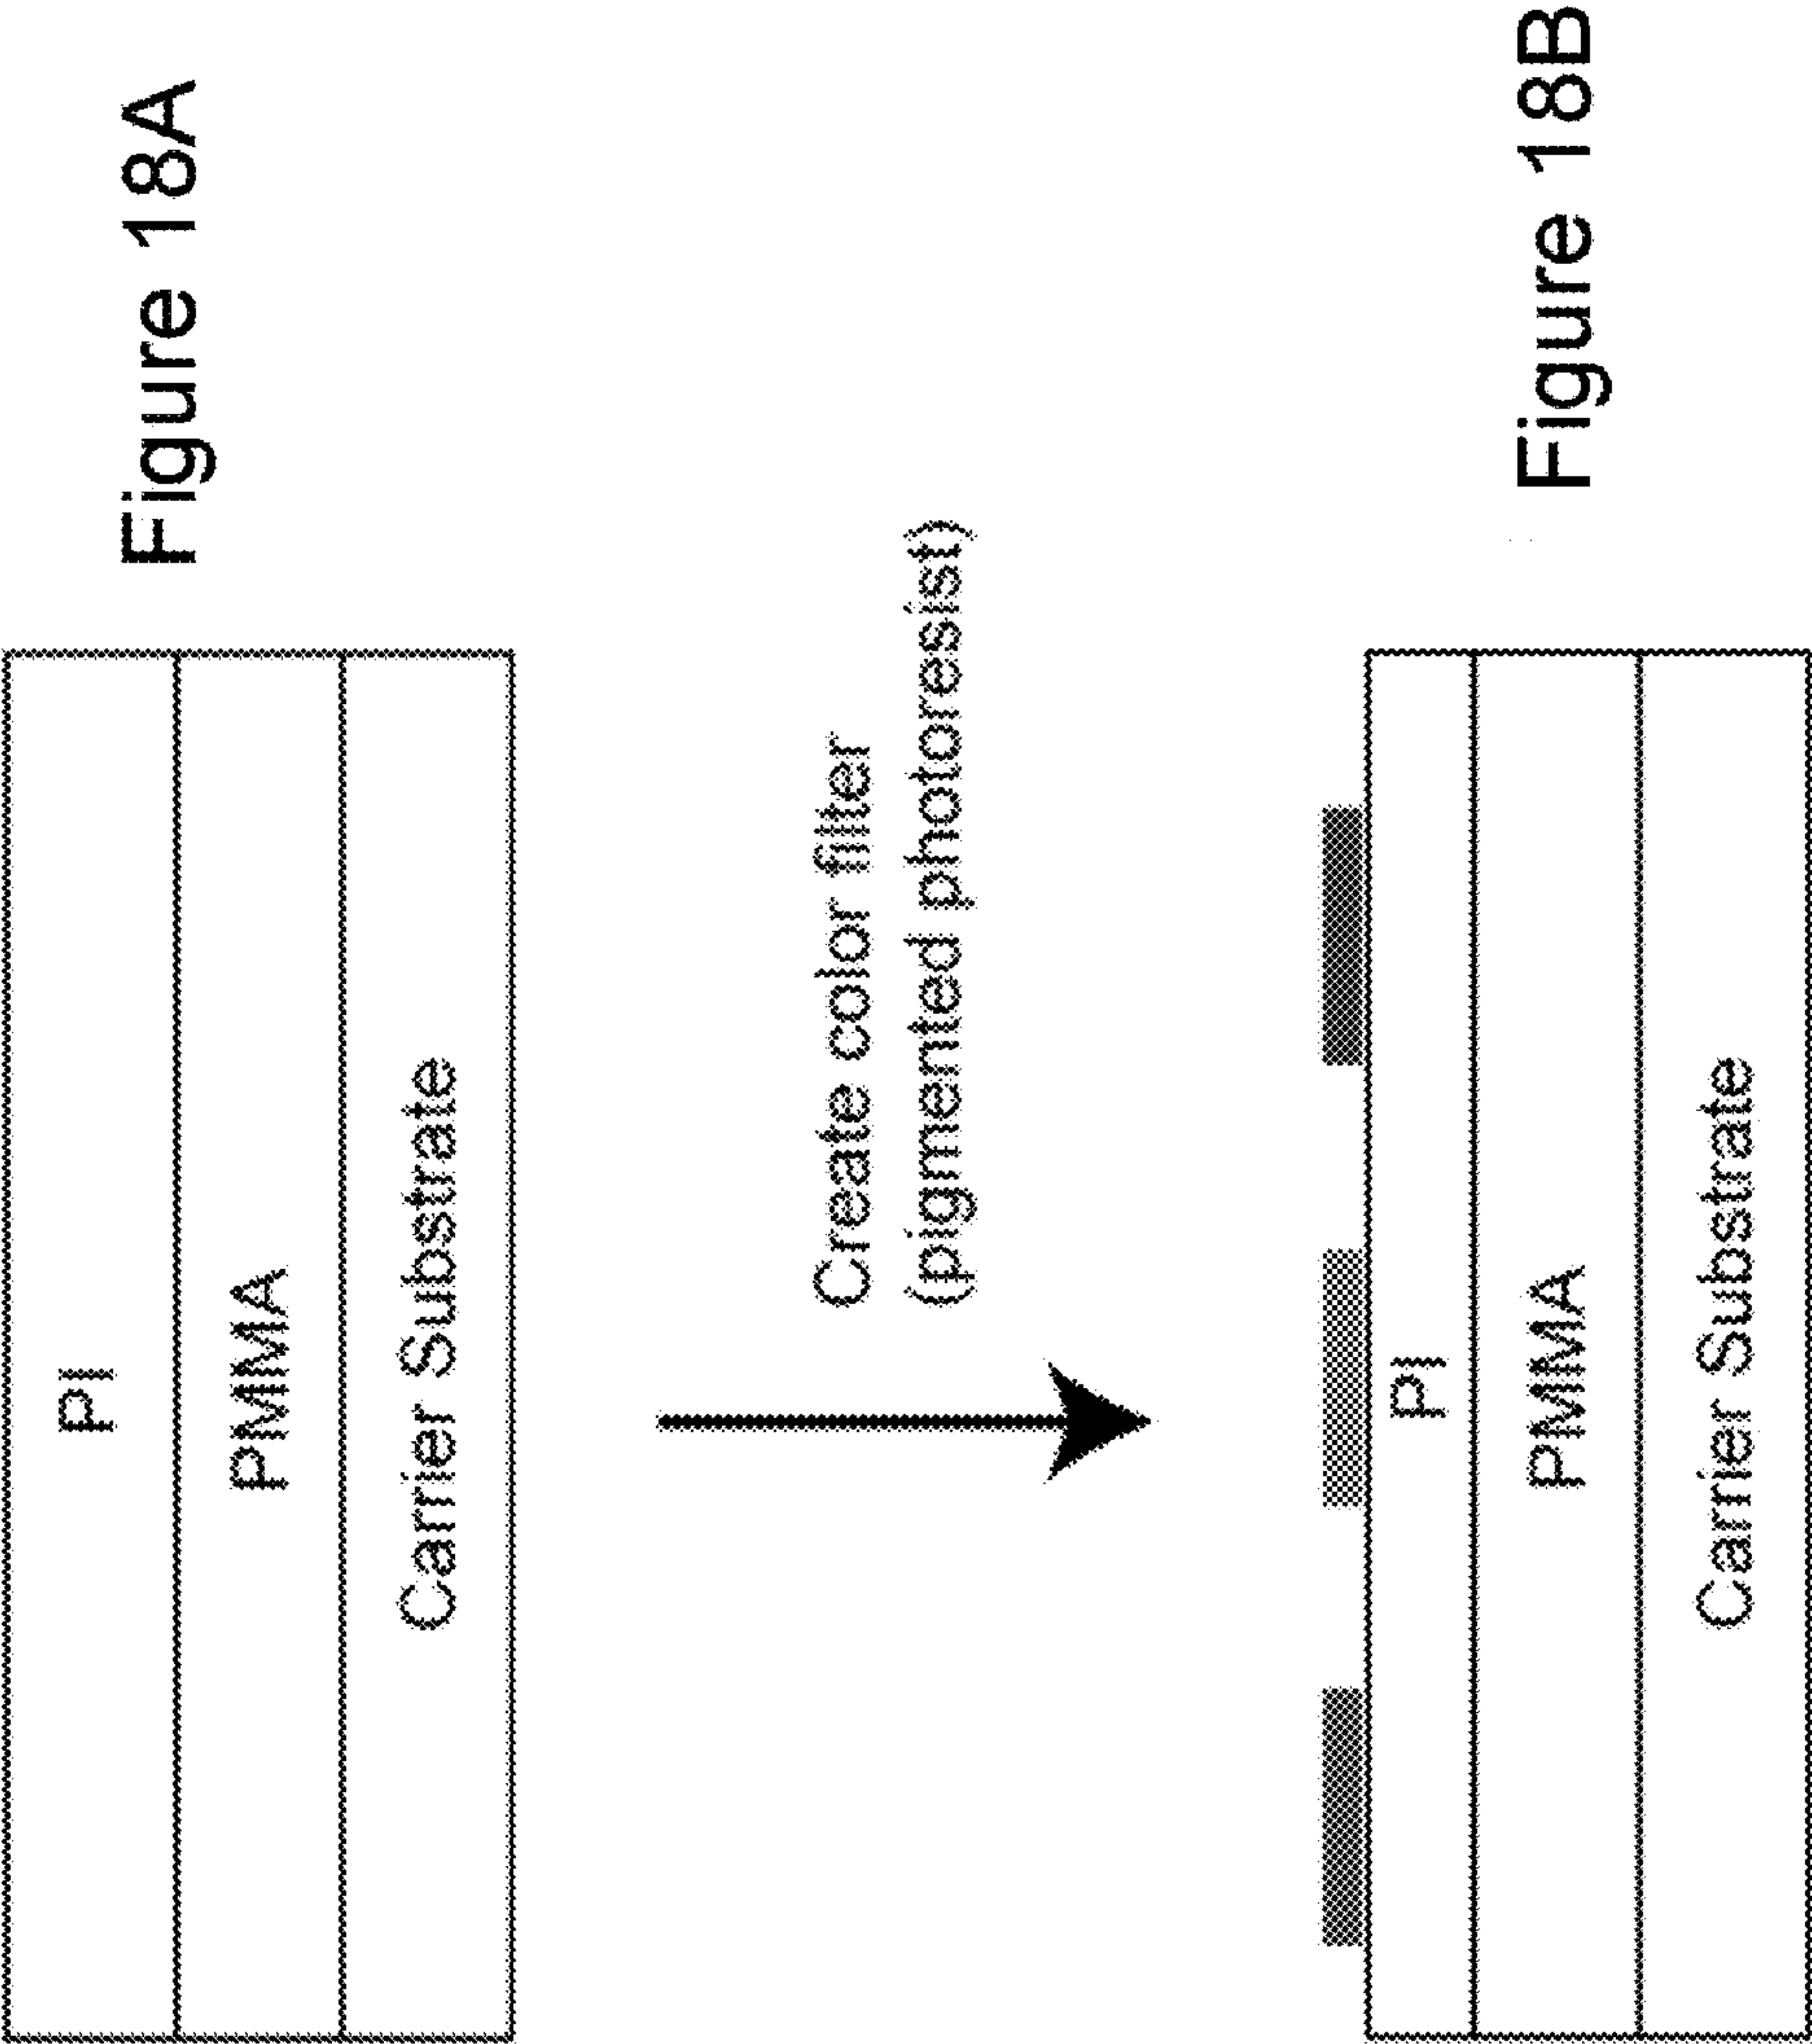 Figure 18A
PI
PMMA
Carrier Substrate
Create color filter
(pigmented photoresist)
Figure 18B
PI
PMMA
Carrier Substrate